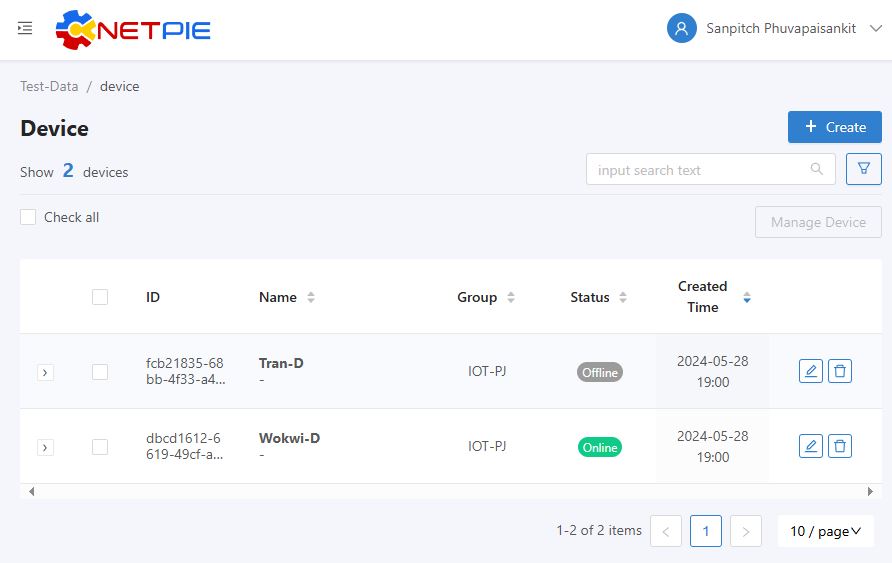 NETPIE
Sanpitch Phuvapaisankit
Test-Data / device
Device
+ Create
Show 2 devices
input search text
Check all
Manage Device
ID Name Group Status Created Time
fcb21835-68bb-4f33-a4... Tran-D - IOT-PJ Offline 2024-05-28 19:00
dbcd1612-6619-49cf-a... Wokwi-D - IOT-PJ Online 2024-05-28 19:00
1-2 of 2 items < 1 > 10 / page